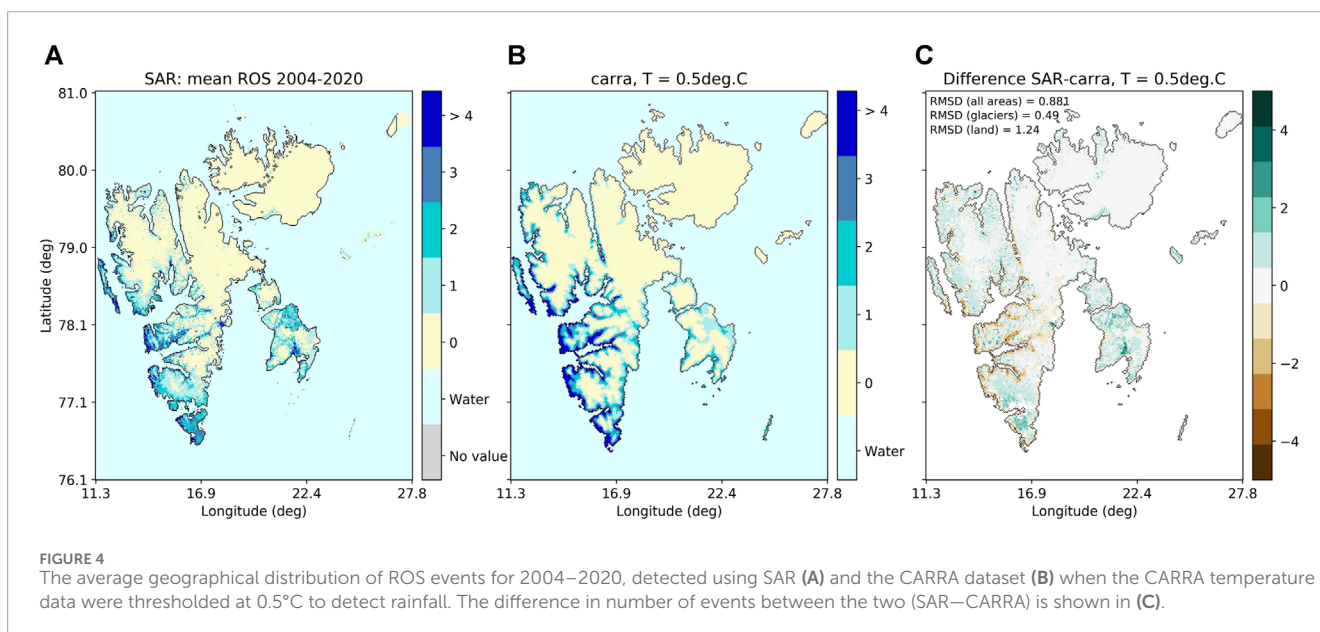 A
SAR: mean ROS 2004-2020
81.0
80.0
79.0
78.1
77.1
76.1
Latitude (deg)
11.3
16.9
22.4
27.8
Longitude (deg)
> 4
3
2
1
0
Water
No value
B
carra, T = 0.5deg.C
11.3
16.9
22.4
27.8
Longitude (deg)
> 4
3
2
1
0
Water
C
Difference SAR-carra, T = 0.5deg.C
RMSD (all areas) = 0.881
RMSD (glaciers) = 0.49
RMSD (land) = 1.24
11.3
16.9
22.4
27.8
Longitude (deg)
4
2
0
−2
−4
FIGURE 4
The average geographical distribution of ROS events for 2004–2020, detected using SAR (A) and the CARRA dataset (B) when the CARRA temperature
data were thresholded at 0.5°C to detect rainfall. The difference in number of events between the two (SAR—CARRA) is shown in (C).